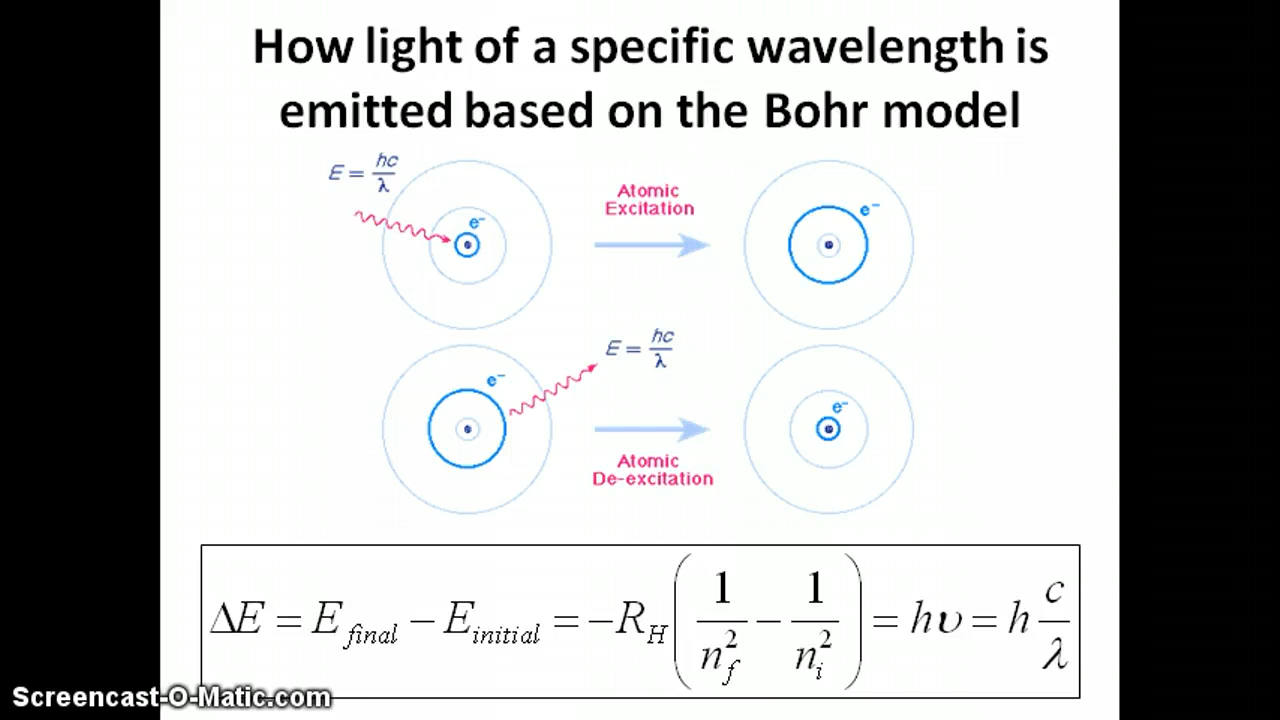 How light of a specific wavelength is
emitted based on the Bohr model
E = hc/λ
e⁻
Atomic
Excitation
e⁻
e⁻
E = hc/λ
Atomic
De-excitation
e⁻
ΔE = E_final − E_initial = −R_H (1/n_f² − 1/n_i²) = hυ = h c/λ
Screencast-O-Matic.com